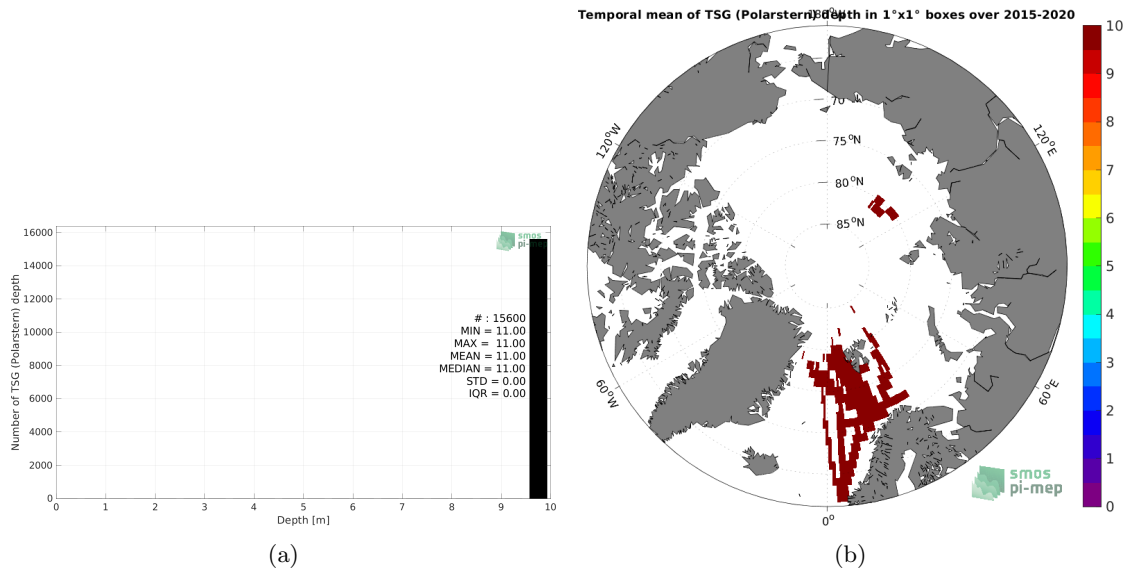 16000
14000
12000
10000
8000
6000
4000
2000
0
Number of TSG (Polarstern) depth
smos
pi-mep
# : 15600
MIN = 11.00
MAX = 11.00
MEAN = 11.00
MEDIAN = 11.00
STD = 0.00
IQR = 0.00
0 1 2 3 4 5 6 7 8 9 10
Depth [m]
(a)
Temporal mean of TSG (Polarstern) depth in 1°x1° boxes over 2015-2020
180°W
120°W
120°E
70°N
75°N
80°N
85°N
60°W
60°E
0°
smos
pi-mep
10
9
8
7
6
5
4
3
2
1
0
(b)